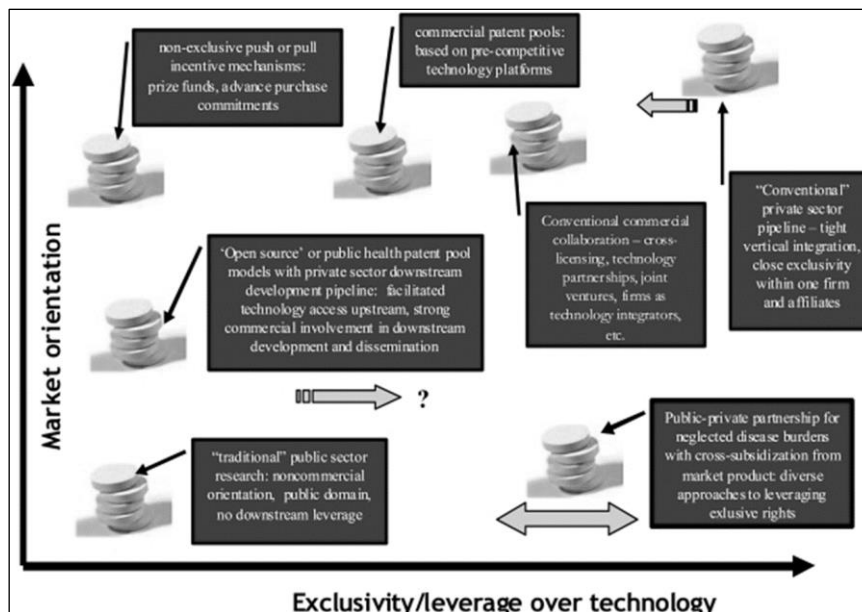 non-exclusive push or pull
incentive mechanisms:
prize funds, advance purchase
commitments
commercial patent pools:
based on pre-competitive
technology platforms
"Conventional"
private sector
pipeline – tight
vertical integration,
close exclusivity
within one firm
and affiliates
Conventional commercial
collaboration – cross-
licensing, technology
partnerships, joint
ventures, firms as
technology integrators,
etc.
'Open source' or public health patent pool
models with private sector downstream
development pipeline: facilitated
technology access upstream, strong
commercial involvement in downstream
development and dissemination
?
"traditional" public sector
research: noncommercial
orientation, public domain,
no downstream leverage
Public-private partnership for
neglected disease burdens
with cross-subsidization from
market product: diverse
approaches to leveraging
exlusive rights
Market orientation
Exclusivity/leverage over technology